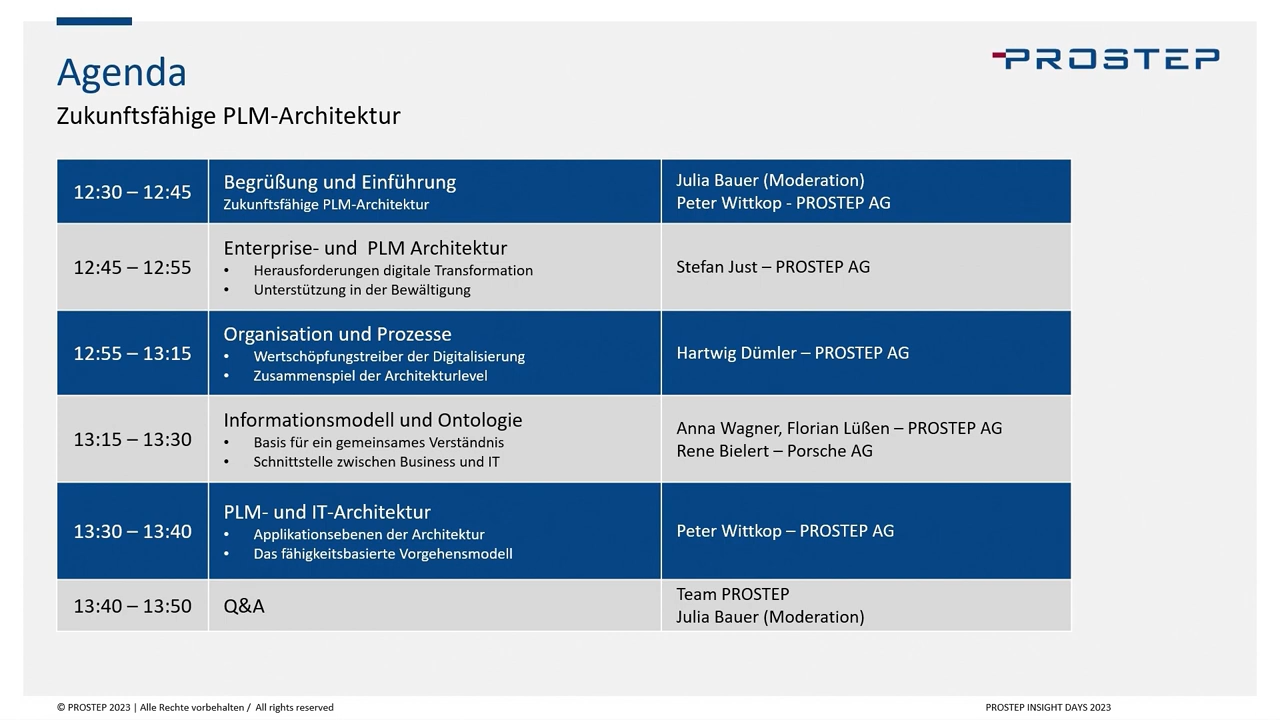 Agenda
PROSTEP
Zukunftsfähige PLM-Architektur
12:30 – 12:45
Begrüßung und Einführung
Zukunftsfähige PLM-Architektur
Julia Bauer (Moderation)
Peter Wittkop - PROSTEP AG
12:45 – 12:55
Enterprise- und  PLM Architektur
• Herausforderungen digitale Transformation
• Unterstützung in der Bewältigung
Stefan Just – PROSTEP AG
12:55 – 13:15
Organisation und Prozesse
• Wertschöpfungstreiber der Digitalisierung
• Zusammenspiel der Architekturlevel
Hartwig Dümler – PROSTEP AG
13:15 – 13:30
Informationsmodell und Ontologie
• Basis für ein gemeinsames Verständnis
• Schnittstelle zwischen Business und IT
Anna Wagner, Florian Lüßen – PROSTEP AG
Rene Bielert – Porsche AG
13:30 – 13:40
PLM- und IT-Architektur
• Applikationsebenen der Architektur
• Das fähigkeitsbasierte Vorgehensmodell
Peter Wittkop – PROSTEP AG
13:40 – 13:50
Q&A
Team PROSTEP
Julia Bauer (Moderation)
© PROSTEP 2023 | Alle Rechte vorbehalten /  All rights reserved
PROSTEP INSIGHT DAYS 2023